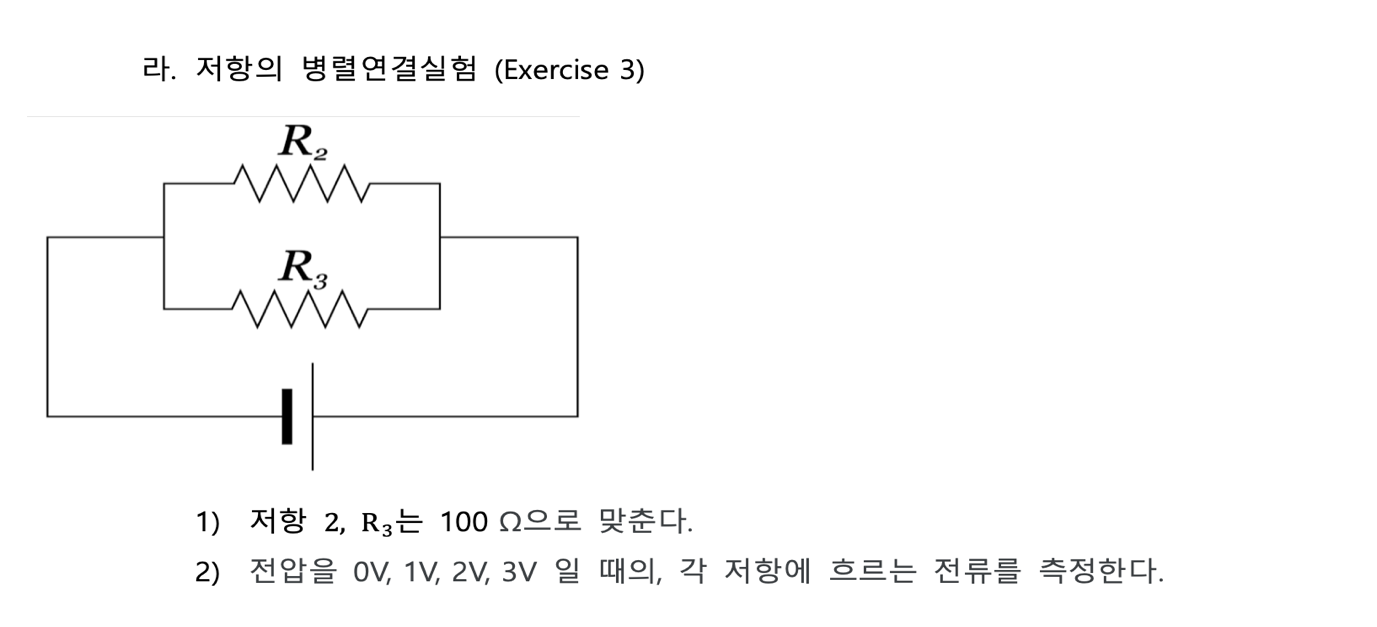 라. 저항의 병렬연결실험 (Exercise 3)
R₂
R₃
1) 저항 2, R₃는 100 Ω으로 맞춘다.
2) 전압을 0V, 1V, 2V, 3V 일 때의, 각 저항에 흐르는 전류를 측정한다.